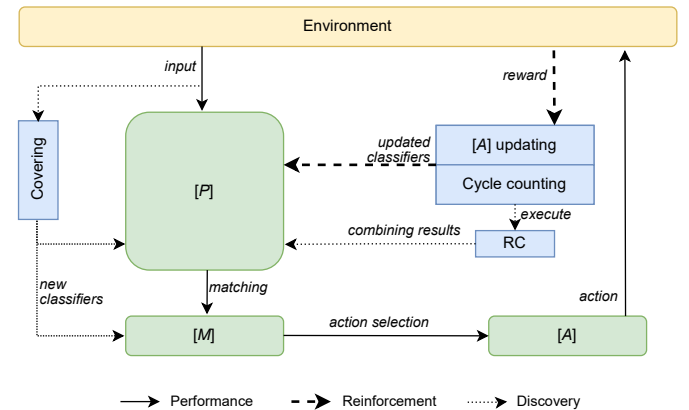 Environment
input
reward
Covering
[P]
updated
classifiers
[A] updating
Cycle counting
execute
combining results
RC
new
classifiers
matching
action
[M]
action selection
[A]
Performance
Reinforcement
Discovery